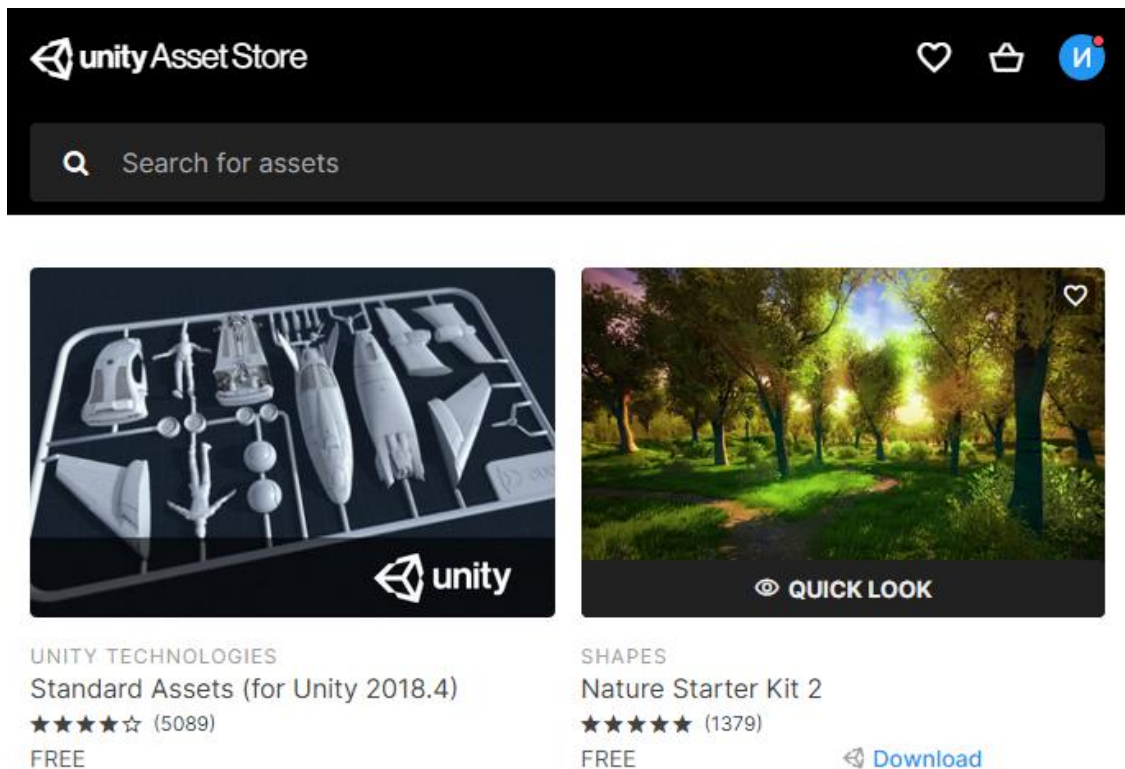 unity Asset Store
И
Search for assets
unity
QUICK LOOK
UNITY TECHNOLOGIES
Standard Assets (for Unity 2018.4)
(5089)
FREE
SHAPES
Nature Starter Kit 2
(1379)
FREE
Download